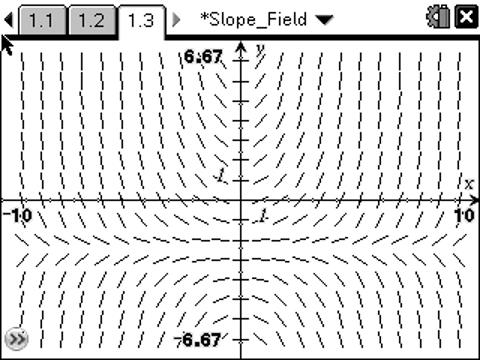 1.1 1.2 1.3 *Slope_Field
6.67 y
1
x
-10 1 10
-6.67